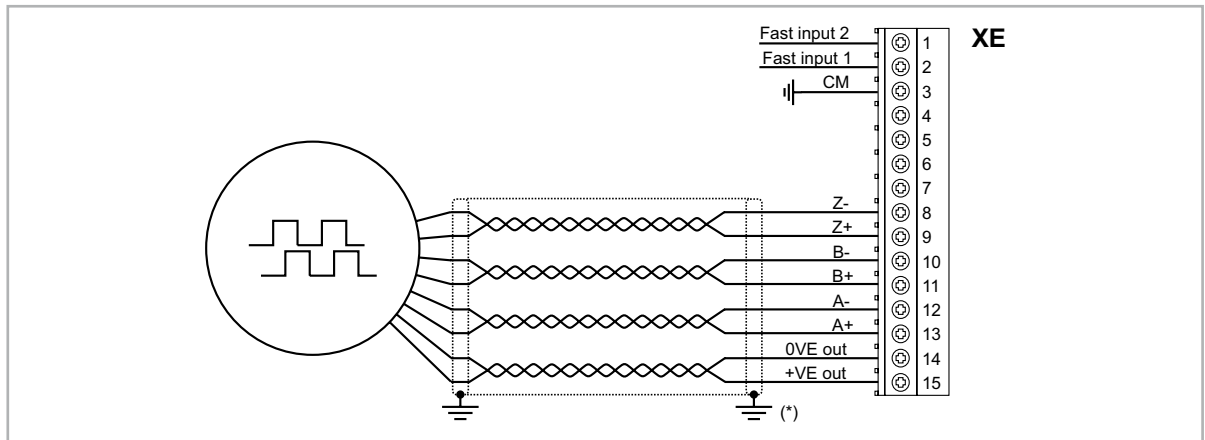 Fast input 2 1 XE
Fast input 1 2
CM 3
4
5
6
7
Z- 8
Z+ 9
B- 10
B+ 11
A- 12
A+ 13
0VE out 14
+VE out 15
(*)